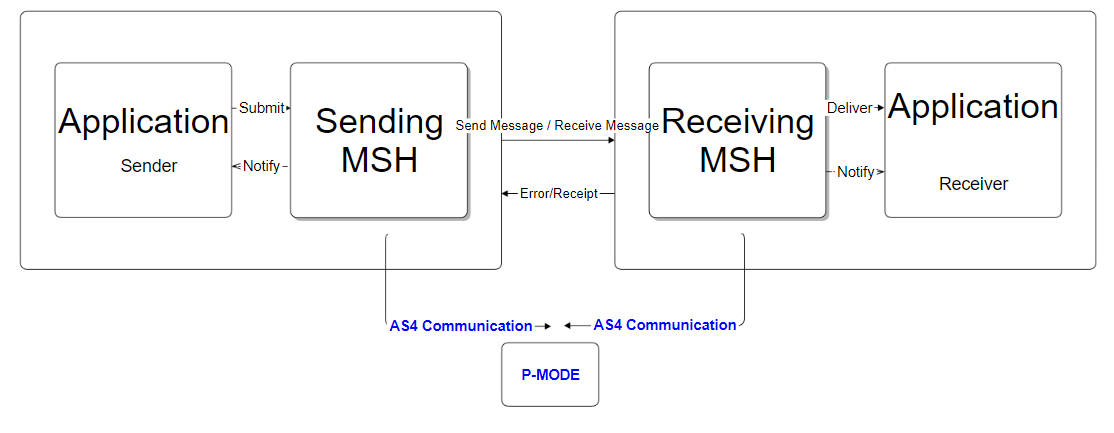 Application
Sender
Submit
Notify
Sending
MSH
Send Message / Receive Message
Error/Receipt
Receiving
MSH
Deliver
Notify
Application
Receiver
AS4 Communication
AS4 Communication
P-MODE